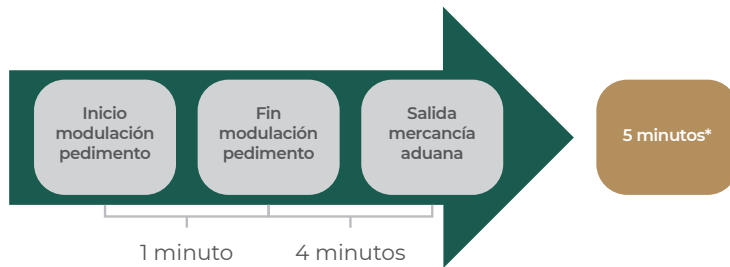 Inicio
modulación
pedimento
Fin
modulación
pedimento
Salida
mercancía
aduana
5 minutos*
1 minuto
4 minutos